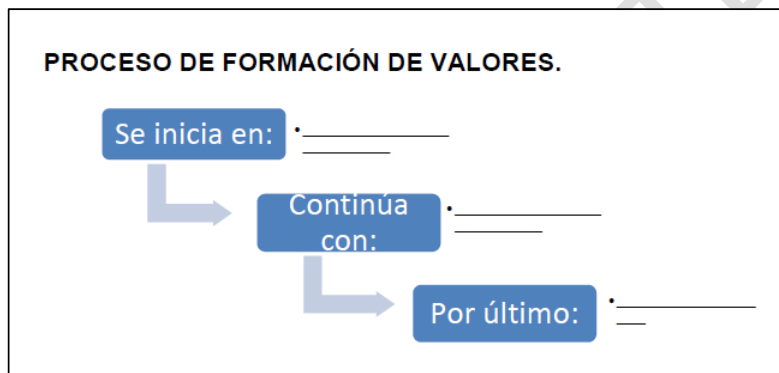 PROCESO DE FORMACIÓN DE VALORES.
Se inicia en:
Continúa
con:
Por último: